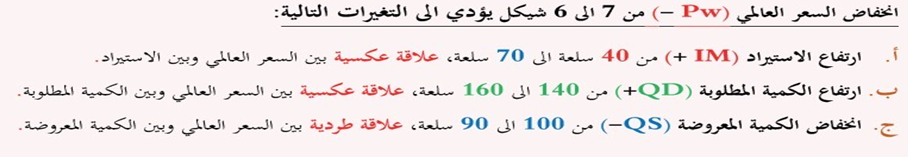 انخفاض السعر العالمي (Pw −) من 7 الى 6 شيكل يؤدي الى التغيرات التالية:
أ. ارتفاع الاستيراد (IM +) من 40 سلعة الى 70 سلعة، علاقة عكسية بين السعر العالمي وبين الاستيراد.
ب. ارتفاع الكمية المطلوبة (QD+) من 140 الى 160 سلعة، علاقة عكسية بين السعر العالمي وبين الكمية المطلوبة.
ج. انخفاض الكمية المعروضة (QS−) من 100 الى 90 سلعة، علاقة طردية بين السعر العالمي وبين الكمية المعروضة.